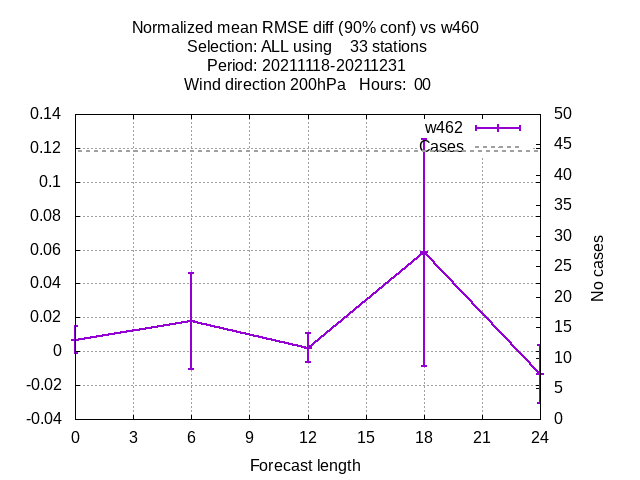 Normalized mean RMSE diff (90% conf) vs w460
Selection: ALL using 33 stations
Period: 20211118-20211231
Wind direction 200hPa Hours: 00
w462
Cases
0.14
0.12
0.1
0.08
0.06
0.04
0.02
0
-0.02
-0.04
50
45
40
35
30
25
20
15
10
5
0
No cases
0 3 6 9 12 15 18 21 24
Forecast length